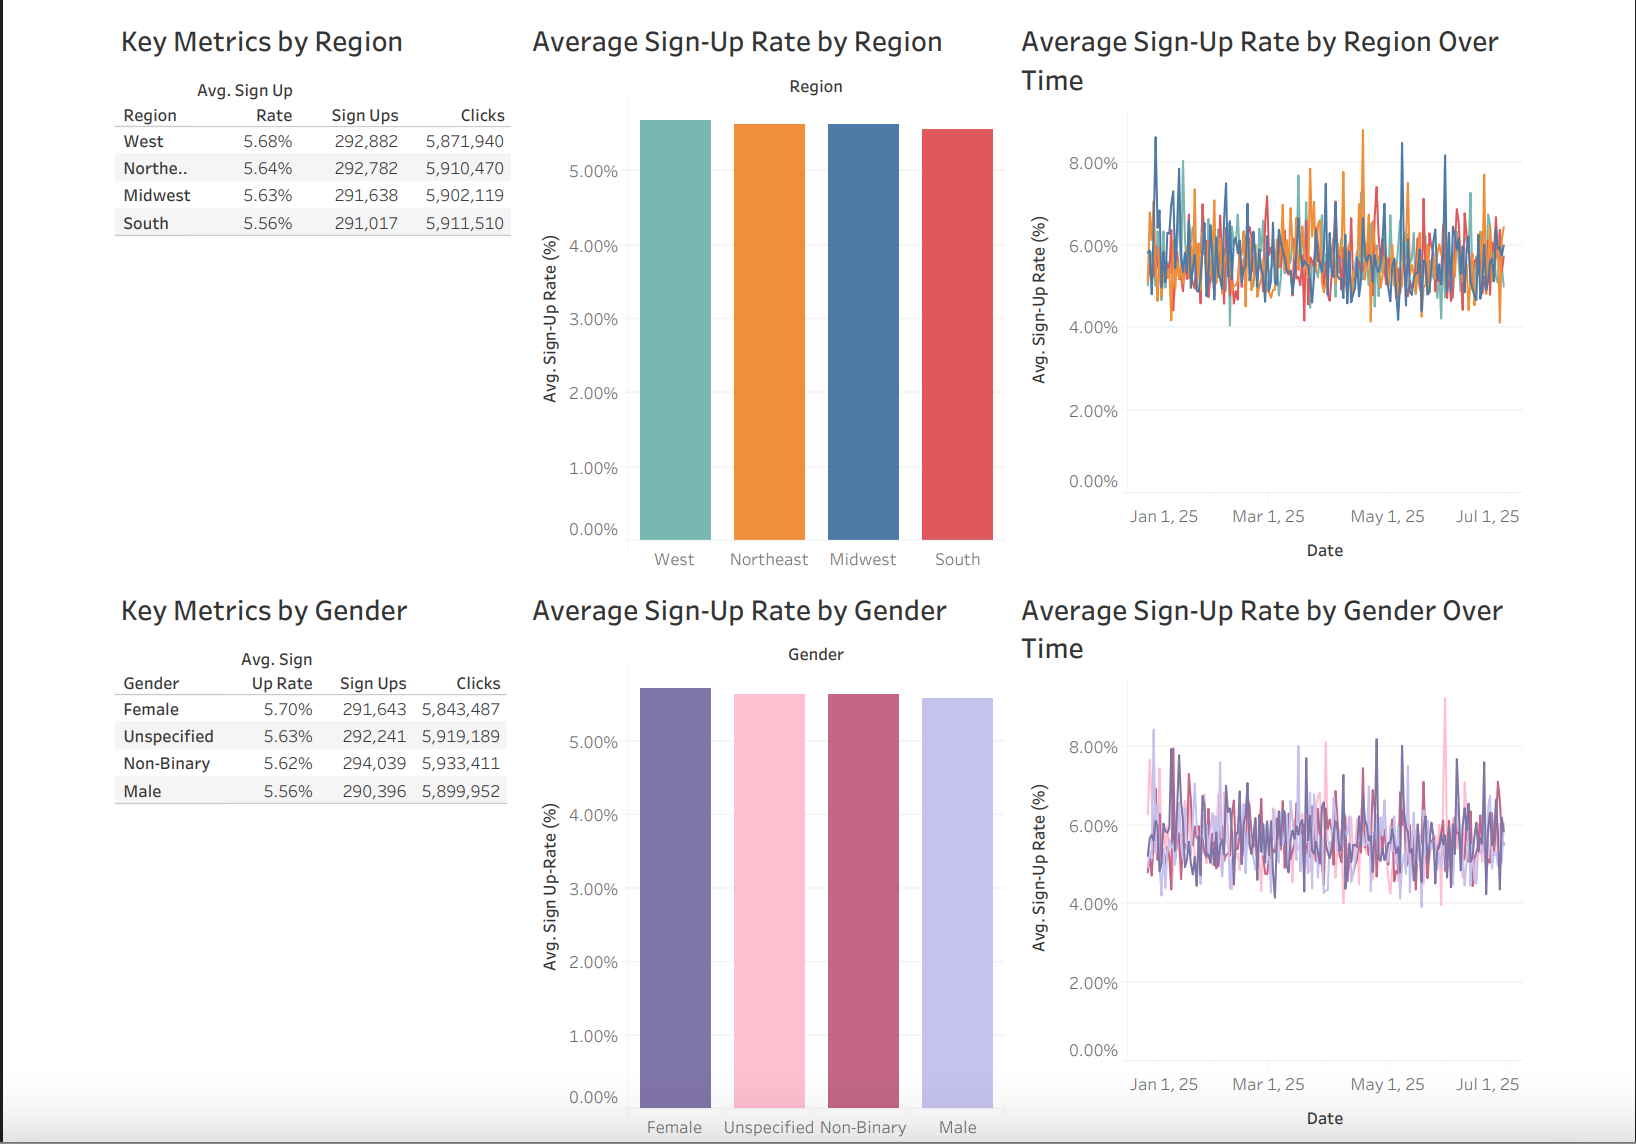 Key Metrics by Region
Avg. Sign Up
Region Rate Sign Ups Clicks
West 5.68% 292,882 5,871,940
Northe.. 5.64% 292,782 5,910,470
Midwest 5.63% 291,638 5,902,119
South 5.56% 291,017 5,911,510
Average Sign-Up Rate by Region
Region
Avg. Sign-Up Rate (%)
5.00%
4.00%
3.00%
2.00%
1.00%
0.00%
West Northeast Midwest South
Average Sign-Up Rate by Region Over
Time
Avg. Sign-Up Rate (%)
8.00%
6.00%
4.00%
2.00%
0.00%
Jan 1, 25 Mar 1, 25 May 1, 25 Jul 1, 25
Date
Key Metrics by Gender
Avg. Sign
Gender Up Rate Sign Ups Clicks
Female 5.70% 291,643 5,843,487
Unspecified 5.63% 292,241 5,919,189
Non-Binary 5.62% 294,039 5,933,411
Male 5.56% 290,396 5,899,952
Average Sign-Up Rate by Gender
Gender
Avg. Sign Up-Rate (%)
5.00%
4.00%
3.00%
2.00%
1.00%
0.00%
Female Unspecified Non-Binary Male
Average Sign-Up Rate by Gender Over
Time
Avg. Sign-Up Rate (%)
8.00%
6.00%
4.00%
2.00%
0.00%
Jan 1, 25 Mar 1, 25 May 1, 25 Jul 1, 25
Date